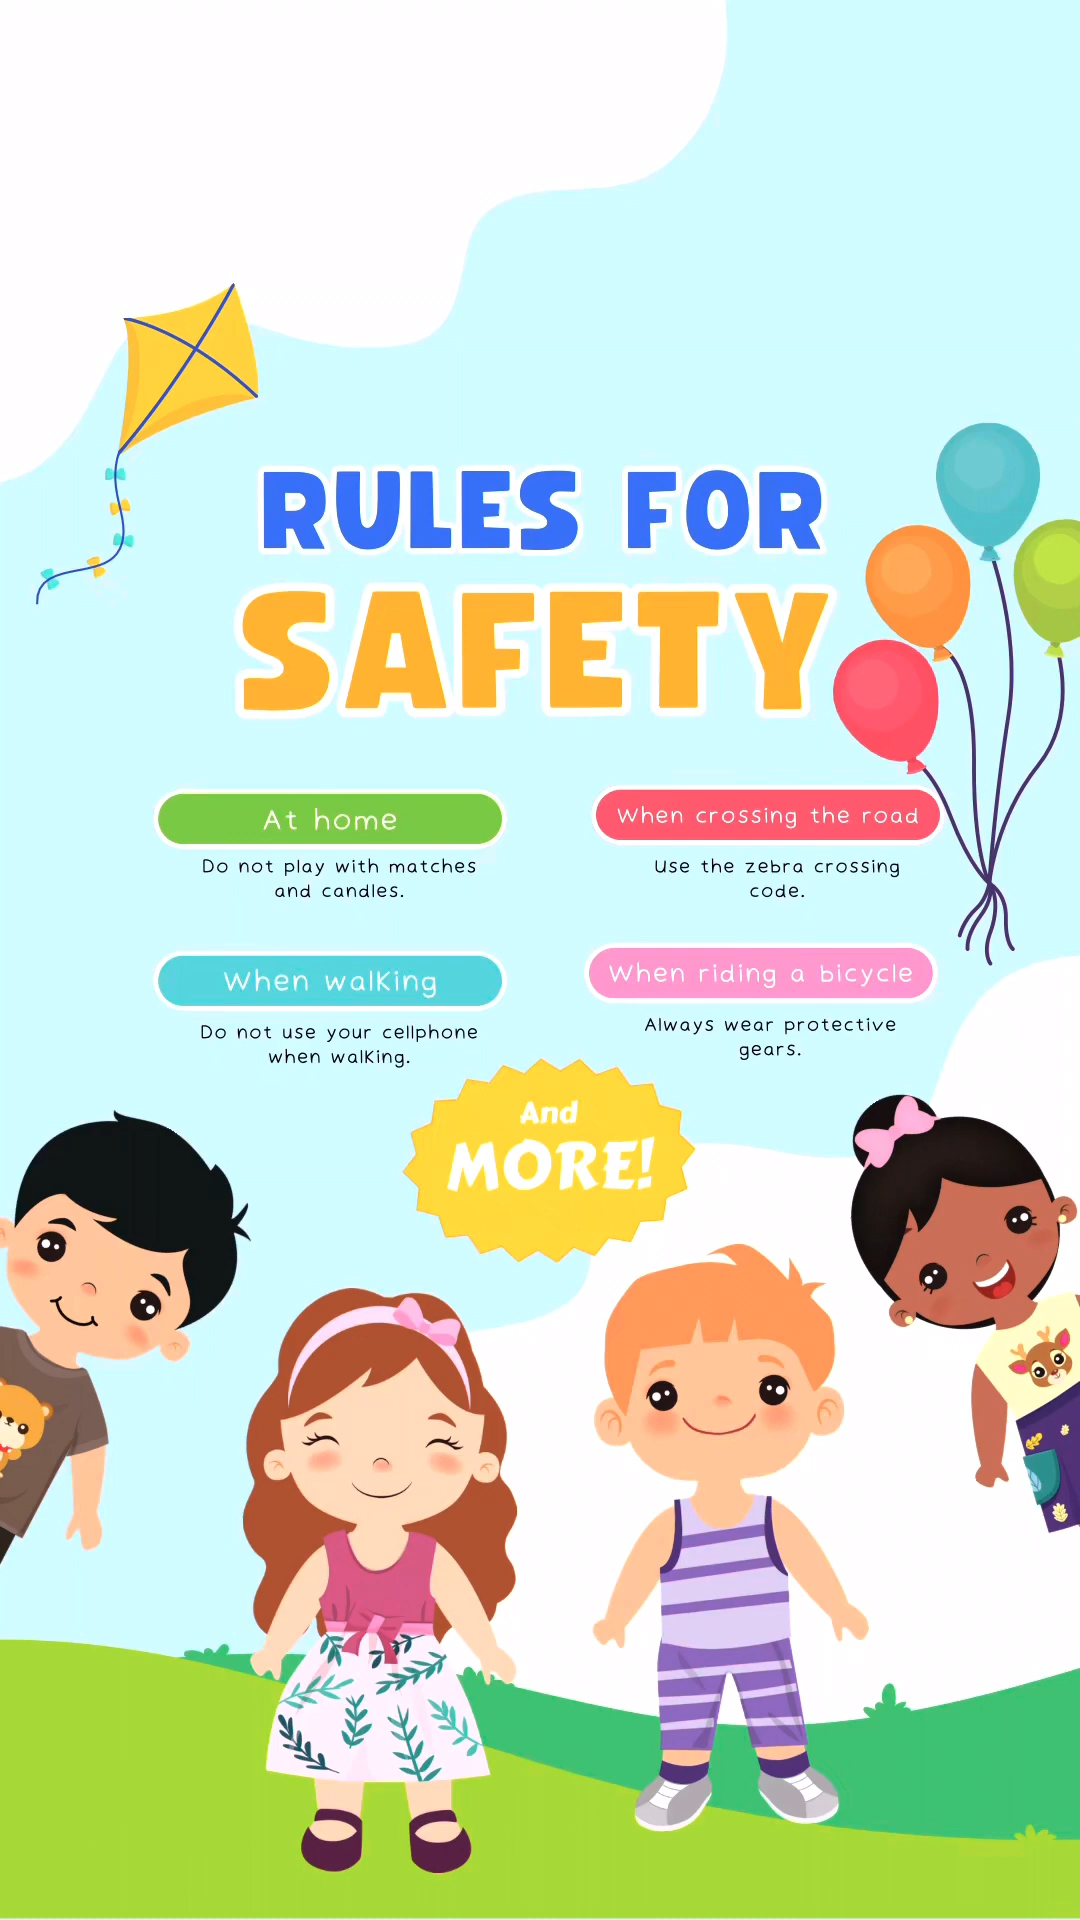 RULES FOR
SAFETY
At home
Do not play with matches
and candles.
When crossing the road
Use the zebra crossing
code.
When walking
Do not use your cellphone
when walking.
When riding a bicycle
Always wear protective
gears.
And
MORE!